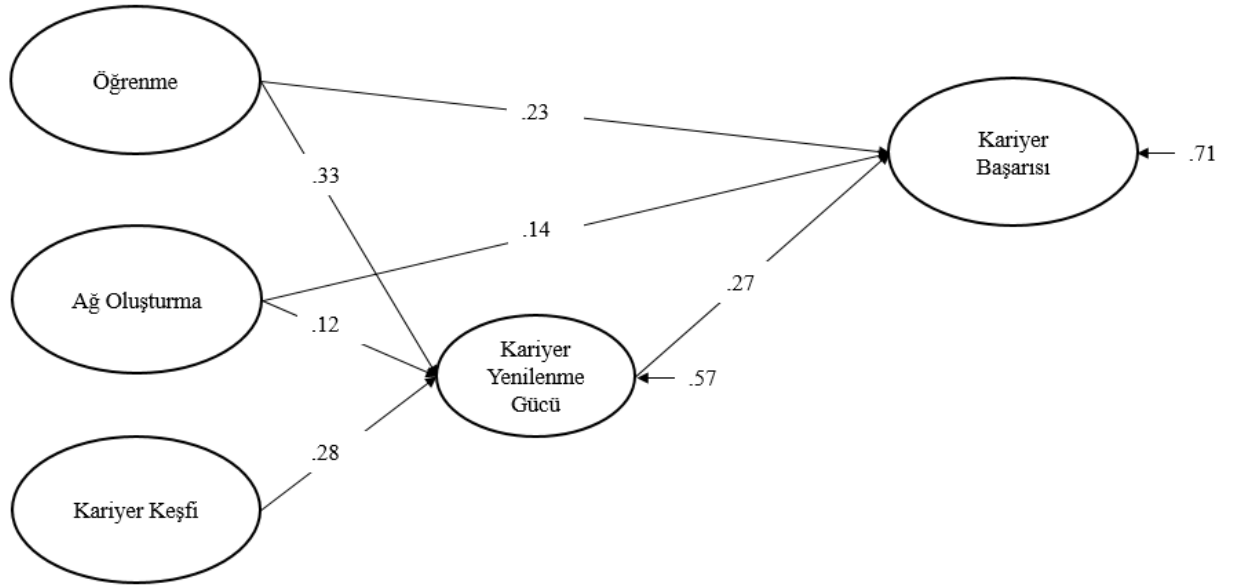 Öğrenme
.23
Kariyer
Başarısı
.71
.33
.14
Ağ Oluşturma
.12
.27
Kariyer
Yenilenme
Gücü
.57
.28
Kariyer Keşfi